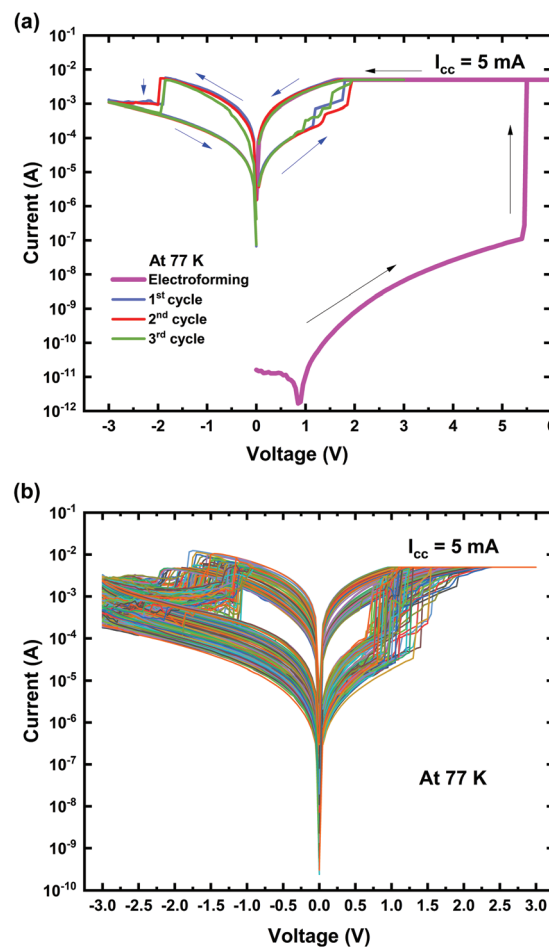 (a)
I_cc = 5 mA
10⁻¹
10⁻²
10⁻³
10⁻⁴
10⁻⁵
10⁻⁶
10⁻⁷
10⁻⁸
10⁻⁹
10⁻¹⁰
10⁻¹¹
10⁻¹²
Current (A)
At 77 K
Electroforming
1ˢᵗ cycle
2ⁿᵈ cycle
3ʳᵈ cycle
-3 -2 -1 0 1 2 3 4 5 6
Voltage (V)
(b)
I_cc = 5 mA
10⁻¹
10⁻²
10⁻³
10⁻⁴
10⁻⁵
10⁻⁶
10⁻⁷
10⁻⁸
10⁻⁹
10⁻¹⁰
Current (A)
At 77 K
-3.0 -2.5 -2.0 -1.5 -1.0 -0.5 0.0 0.5 1.0 1.5 2.0 2.5 3.0
Voltage (V)